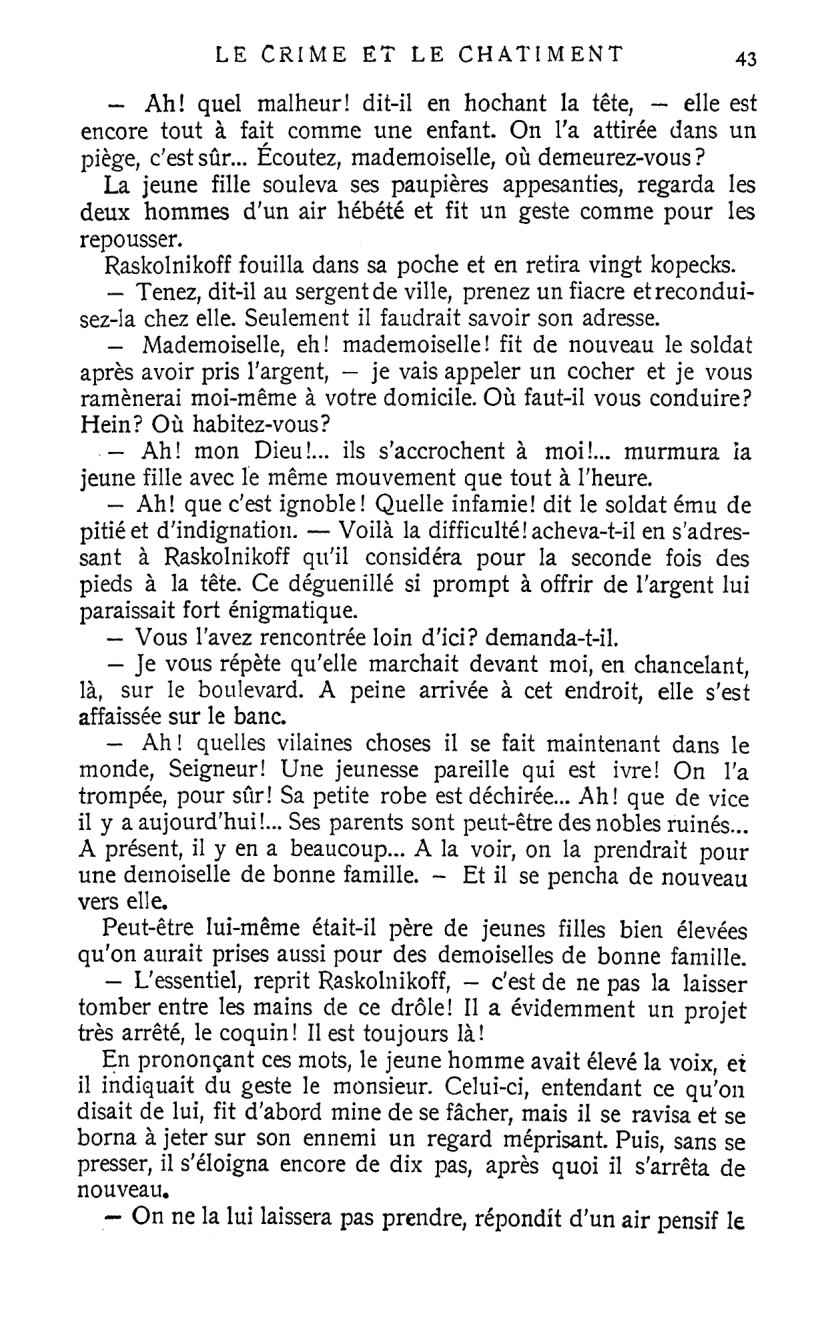 LE CRIME ET LE CHATIMENT 43
— Ah! quel malheur! dit-il en hochant la tête, — elle est
encore tout à fait comme une enfant. On l'a attirée dans un
piège, c'est sûr... Écoutez, mademoiselle, où demeurez-vous?
La jeune fille souleva ses paupières appesanties, regarda les
deux hommes d'un air hébété et fit un geste comme pour les
repousser.
Raskolnikoff fouilla dans sa poche et en retira vingt kopecks.
— Tenez, dit-il au sergent de ville, prenez un fiacre et recondui-
sez-la chez elle. Seulement il faudrait savoir son adresse.
— Mademoiselle, eh! mademoiselle! fit de nouveau le soldat
après avoir pris l'argent, — je vais appeler un cocher et je vous
ramènerai moi-même à votre domicile. Où faut-il vous conduire?
Hein? Où habitez-vous?
— Ah! mon Dieu!... ils s'accrochent à moi!... murmura la
jeune fille avec le même mouvement que tout à l'heure.
— Ah! que c'est ignoble! Quelle infamie! dit le soldat ému de
pitié et d'indignation. — Voilà la difficulté! acheva-t-il en s'adres-
sant à Raskolnikoff qu'il considéra pour la seconde fois des
pieds à la tête. Ce déguenillé si prompt à offrir de l'argent lui
paraissait fort énigmatique.
— Vous l'avez rencontrée loin d'ici? demanda-t-il.
— Je vous répète qu'elle marchait devant moi, en chancelant,
là, sur le boulevard. A peine arrivée à cet endroit, elle s'est
affaissée sur le banc.
— Ah! quelles vilaines choses il se fait maintenant dans le
monde, Seigneur! Une jeunesse pareille qui est ivre! On l'a
trompée, pour sûr! Sa petite robe est déchirée... Ah! que de vice
il y a aujourd'hui!... Ses parents sont peut-être des nobles ruinés...
A présent, il y en a beaucoup... A la voir, on la prendrait pour
une demoiselle de bonne famille. — Et il se pencha de nouveau
vers elle.
Peut-être lui-même était-il père de jeunes filles bien élevées
qu'on aurait prises aussi pour des demoiselles de bonne famille.
— L'essentiel, reprit Raskolnikoff, — c'est de ne pas la laisser
tomber entre les mains de ce drôle! Il a évidemment un projet
très arrêté, le coquin! Il est toujours là!
En prononçant ces mots, le jeune homme avait élevé la voix, et
il indiquait du geste le monsieur. Celui-ci, entendant ce qu'on
disait de lui, fit d'abord mine de se fâcher, mais il se ravisa et se
borna à jeter sur son ennemi un regard méprisant. Puis, sans se
presser, il s'éloigna encore de dix pas, après quoi il s'arrêta de
nouveau.
— On ne la lui laissera pas prendre, répondit d'un air pensif le